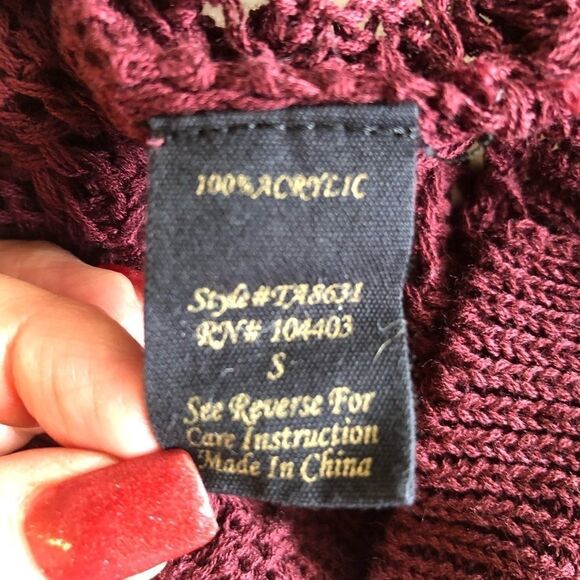 100% ACRYLIC
Style# TA8631
RN# 104403
S
See Reverse For
Care Instruction
Made In China